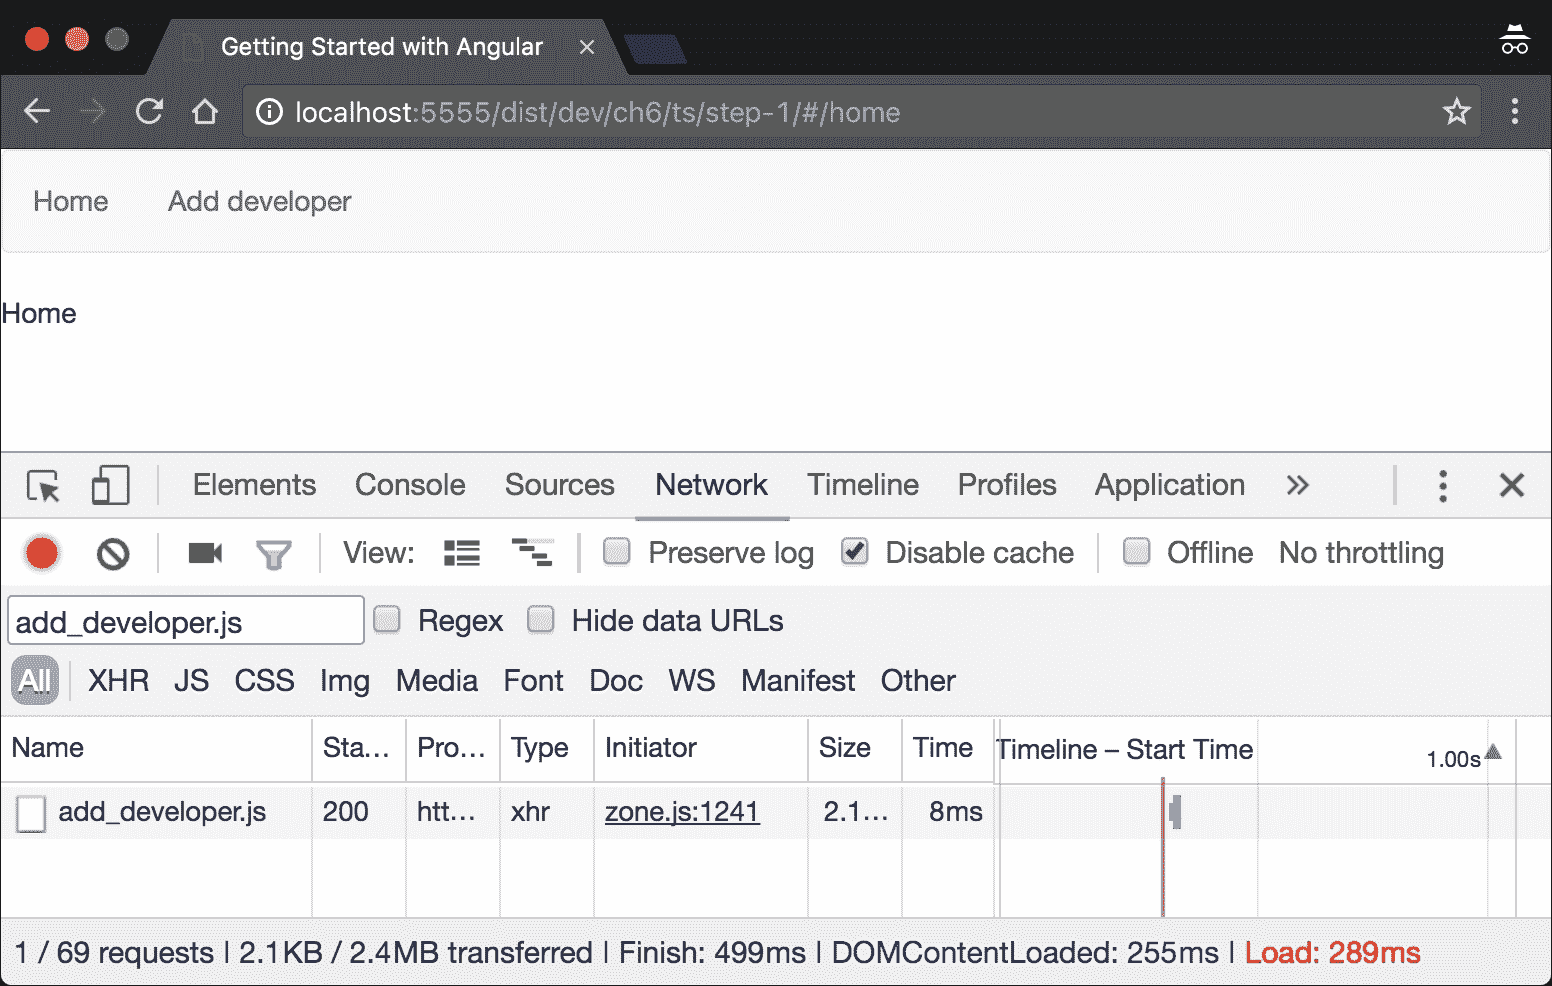 Getting Started with Angular
localhost:5555/dist/dev/ch6/ts/step-1/#/home
Home Add developer
Home
Elements Console Sources Network Timeline Profiles Application
View: Preserve log Disable cache Offline No throttling
add_developer.js Regex Hide data URLs
All XHR JS CSS Img Media Font Doc WS Manifest Other
Name Sta... Pro... Type Initiator Size Time Timeline – Start Time 1.00s
add_developer.js 200 htt... xhr zone.js:1241 2.1... 8ms
1 / 69 requests | 2.1KB / 2.4MB transferred | Finish: 499ms | DOMContentLoaded: 255ms | Load: 289ms